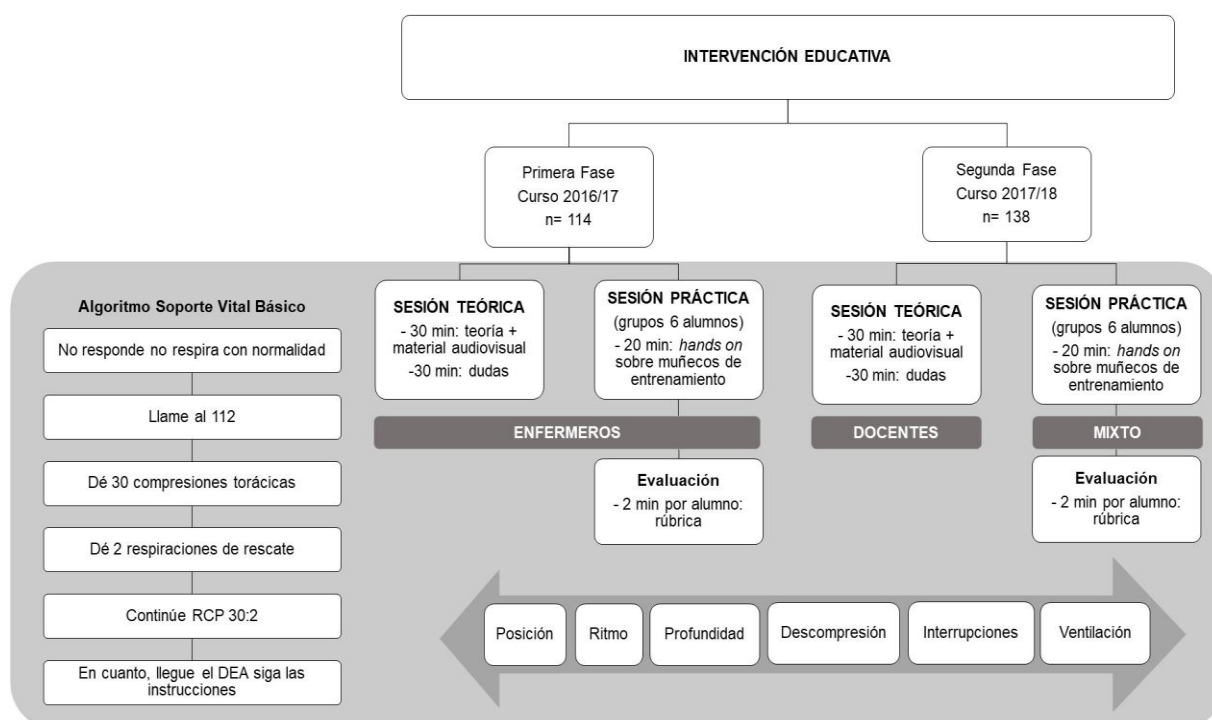 INTERVENCIÓN EDUCATIVA
Primera Fase
Curso 2016/17
n= 114
Segunda Fase
Curso 2017/18
n= 138
Algoritmo Soporte Vital Básico
No responde no respira con normalidad
Llame al 112
Dé 30 compresiones torácicas
Dé 2 respiraciones de rescate
Continúe RCP 30:2
En cuanto, llegue el DEA siga las
instrucciones
SESIÓN TEÓRICA
- 30 min: teoría +
material audiovisual
-30 min: dudas
SESIÓN PRÁCTICA
(grupos 6 alumnos)
- 20 min: hands on
sobre muñecos de
entrenamiento
ENFERMEROS
Evaluación
- 2 min por alumno:
rúbrica
SESIÓN TEÓRICA
- 30 min: teoría +
material audiovisual
-30 min: dudas
DOCENTES
SESIÓN PRÁCTICA
(grupos 6 alumnos)
- 20 min: hands on
sobre muñecos de
entrenamiento
MIXTO
Evaluación
- 2 min por alumno:
rúbrica
Posición
Ritmo
Profundidad
Descompresión
Interrupciones
Ventilación